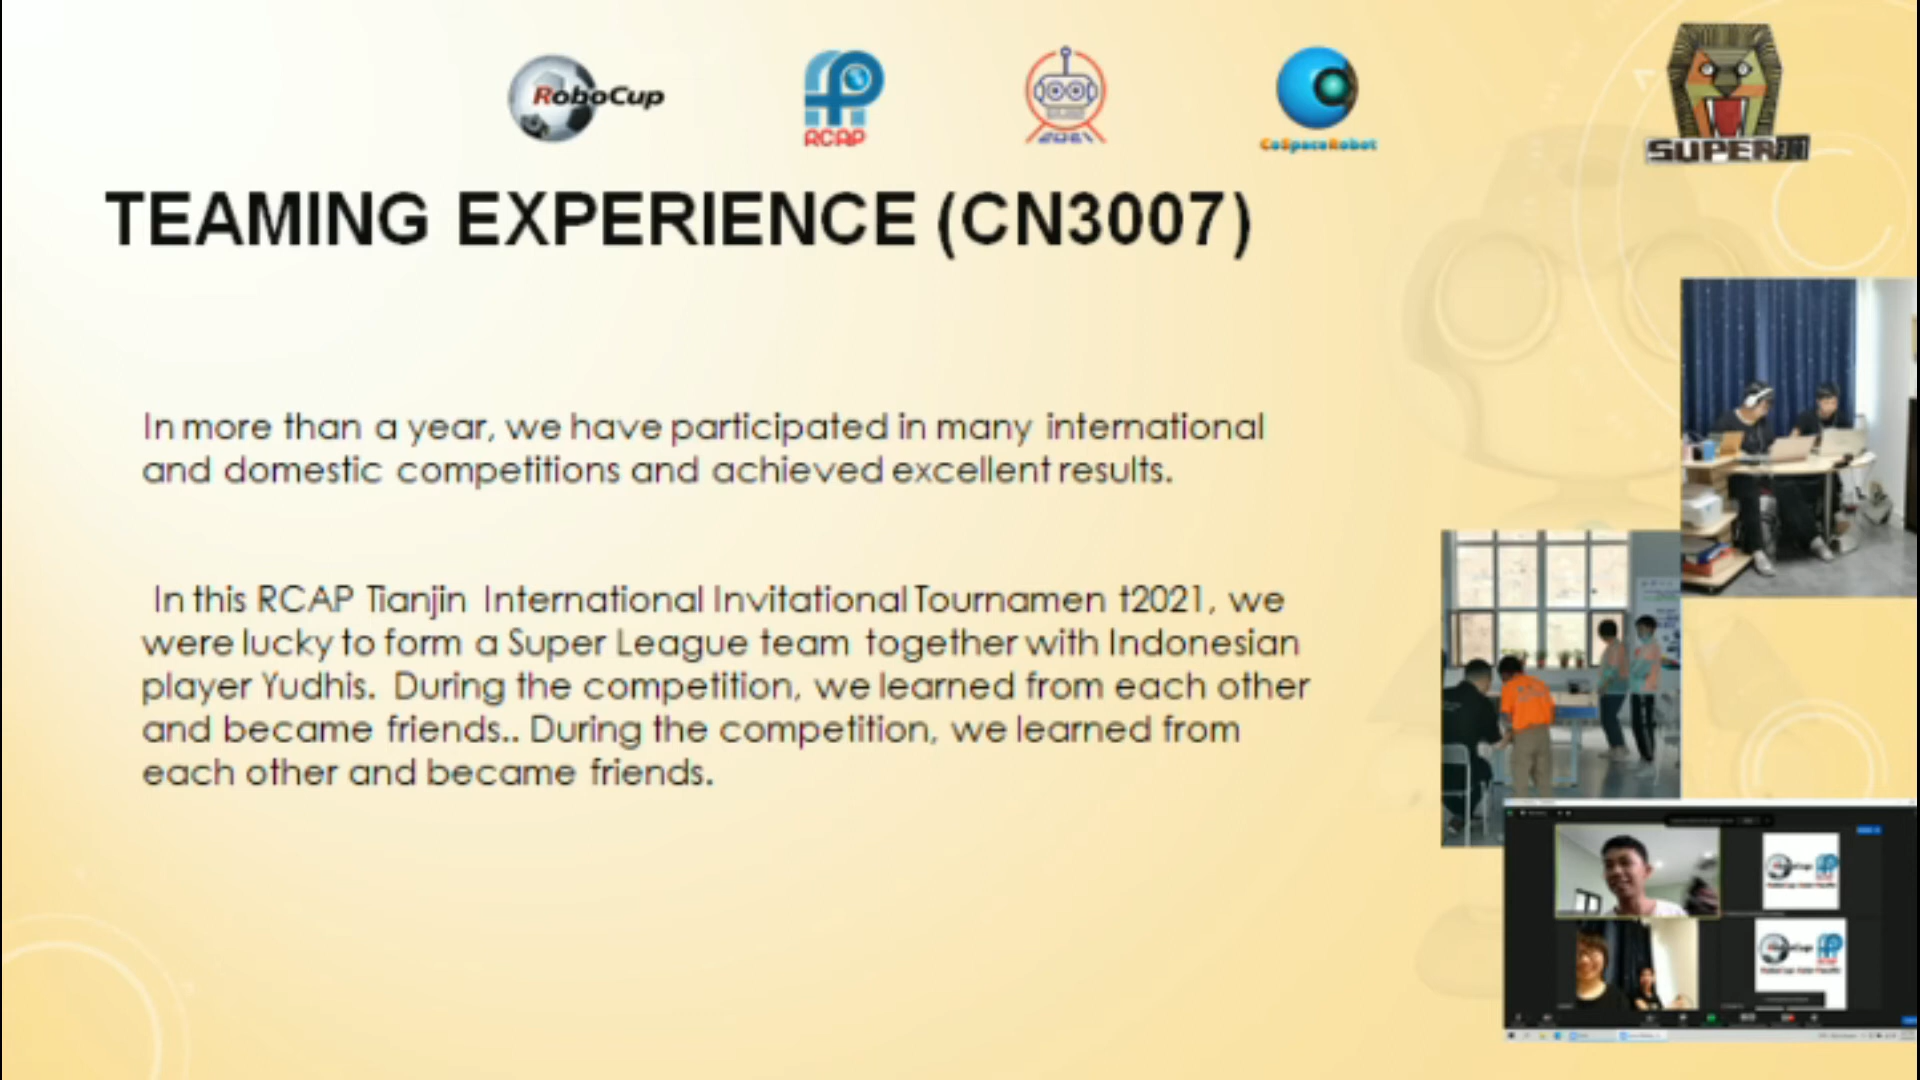 RoboCup
RCAP
2021
CoSpaceRobot
SUPER
TEAMING EXPERIENCE (CN3007)
In more than a year, we have participated in many international
and domestic competitions and achieved excellent results.
In this RCAP Tianjin International Invitational Tournamen t2021, we
were lucky to form a Super League team together with Indonesian
player Yudhis. During the competition, we learned from each other
and became friends.. During the competition, we learned from
each other and became friends.